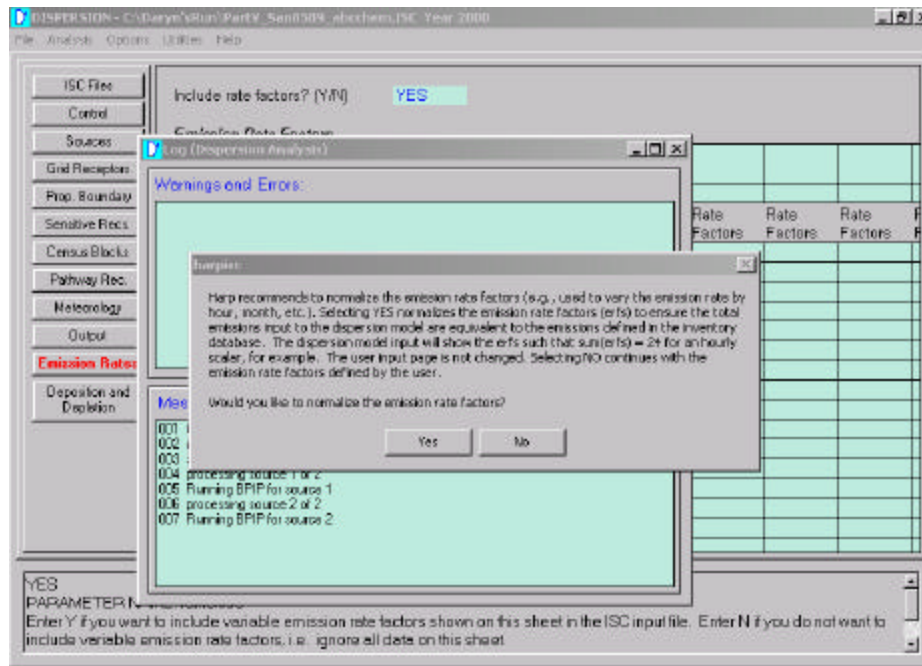 DISPERSION - C:\Daryn'sRun\PartV_San0509_abcchem.ISC Year 2000
File Analysis Options Utilities Help
ISC Files
Control
Sources
Grid Receptors
Prop. Boundary
Sensitive Recs.
Census Blocks
Pathway Rec.
Meteorology
Output
Emission Rates
Deposition and
Depletion
Include rate factors? (Y/N) YES
Emission Rate Factors
Rate Rate Rate
Factors Factors Factors
Log (Dispersion Analysis)
Warnings and Errors:
harpisc
Harp recommends to normalize the emission rate factors (e.g., used to vary the emission rate by
hour, month, etc.). Selecting YES normalizes the emission rate factors (erfs) to ensure the total
emissions input to the dispersion model are equivalent to the emissions defined in the inventory
database. The dispersion model input will show the erfs such that sum(erfs) = 24 for an hourly
scalar, for example. The user input page is not changed. Selecting NO continues with the
emission rate factors defined by the user.
Would you like to normalize the emission rate factors?
Yes No
001
002
003
004 processing source 1 of 2
005 Running BPIP for source 1
006 processing source 2 of 2
007 Running BPIP for source 2
YES
PARAMETER
Enter Y if you want to include variable emission rate factors shown on this sheet in the ISC input file. Enter N if you do not want to
include variable emission rate factors, i.e. ignore all data on this sheet